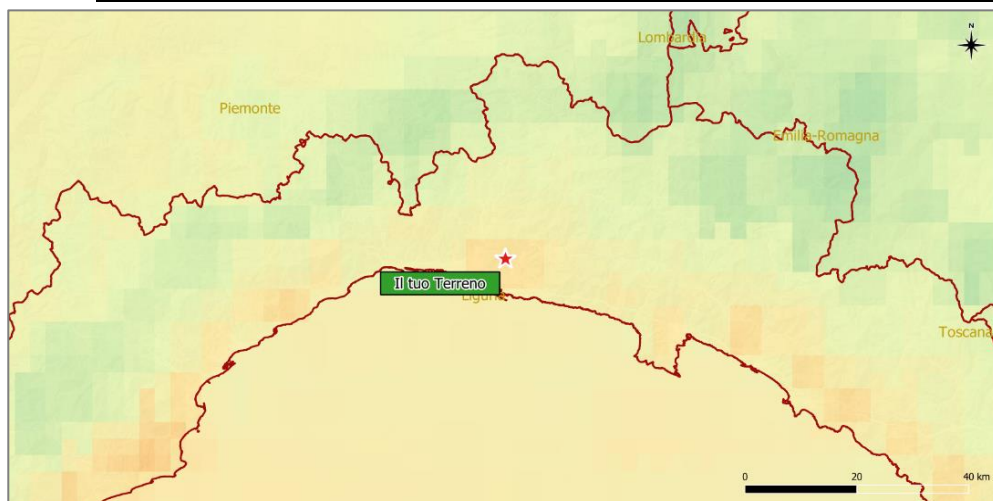 Lombardia
N
Piemonte
Emilia-Romagna
Il tuo Terreno
Liguria
Toscana
0 20 40 km